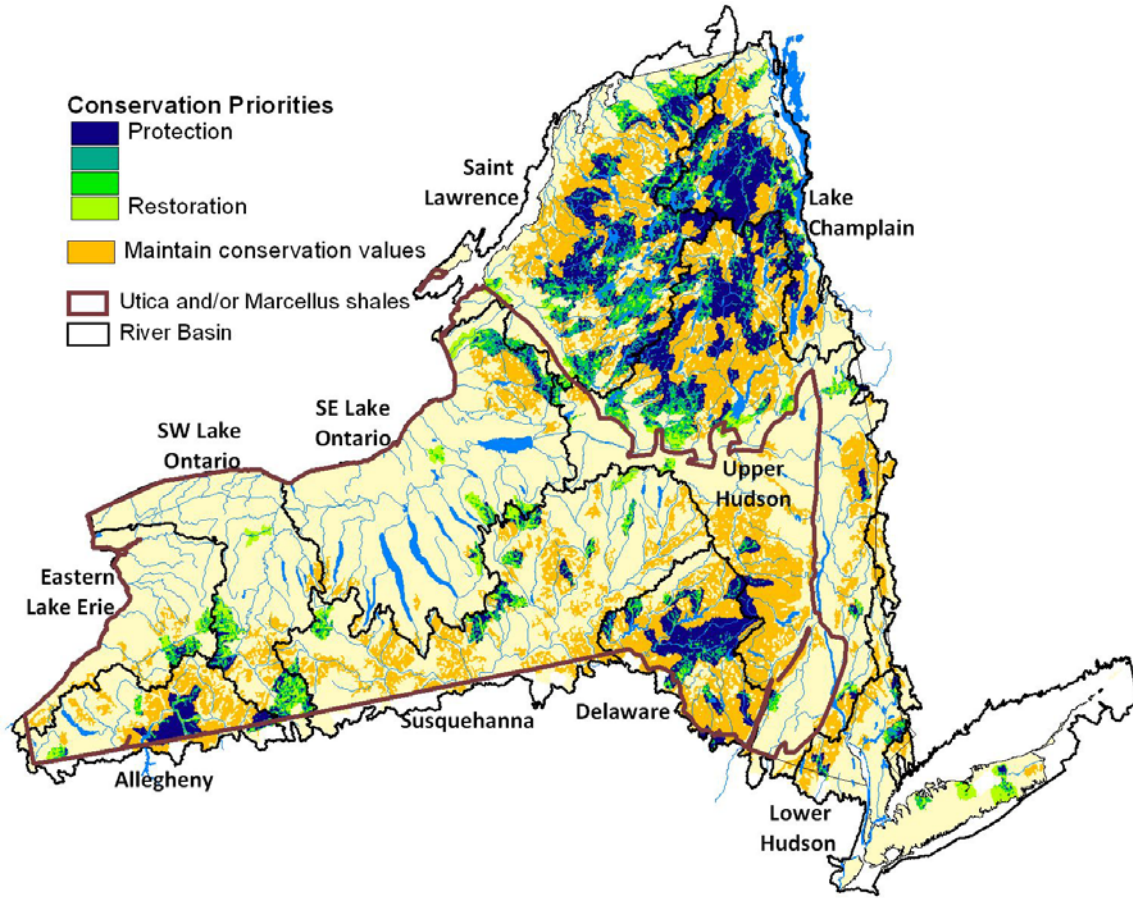 Conservation Priorities
Protection
Restoration
Maintain conservation values
Utica and/or Marcellus shales
River Basin
Saint
Lawrence
Lake
Champlain
SE Lake
Ontario
SW Lake
Ontario
Upper
Hudson
Eastern
Lake Erie
Susquehanna
Delaware
Allegheny
Lower
Hudson